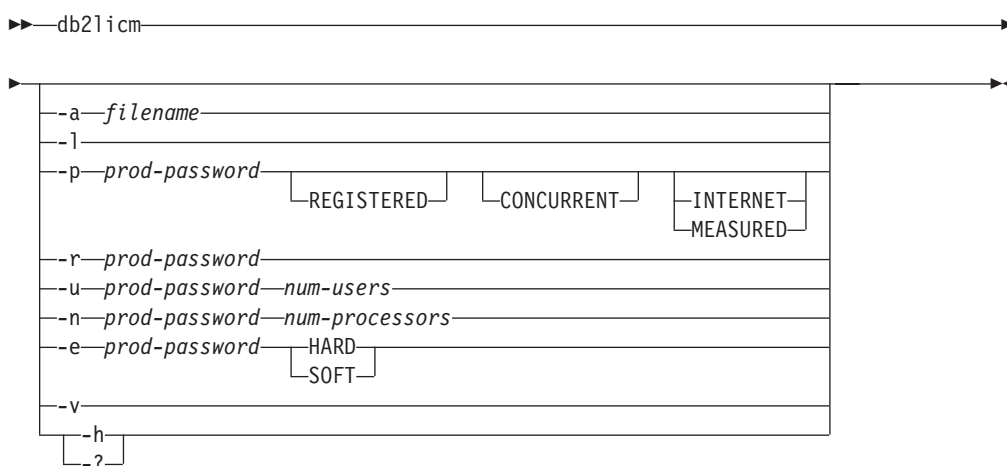 db2licm
-a filename
-l
-p prod-password REGISTERED CONCURRENT INTERNET
MEASURED
-r prod-password
-u prod-password num-users
-n prod-password num-processors
-e prod-password HARD
SOFT
-v
-h
-?